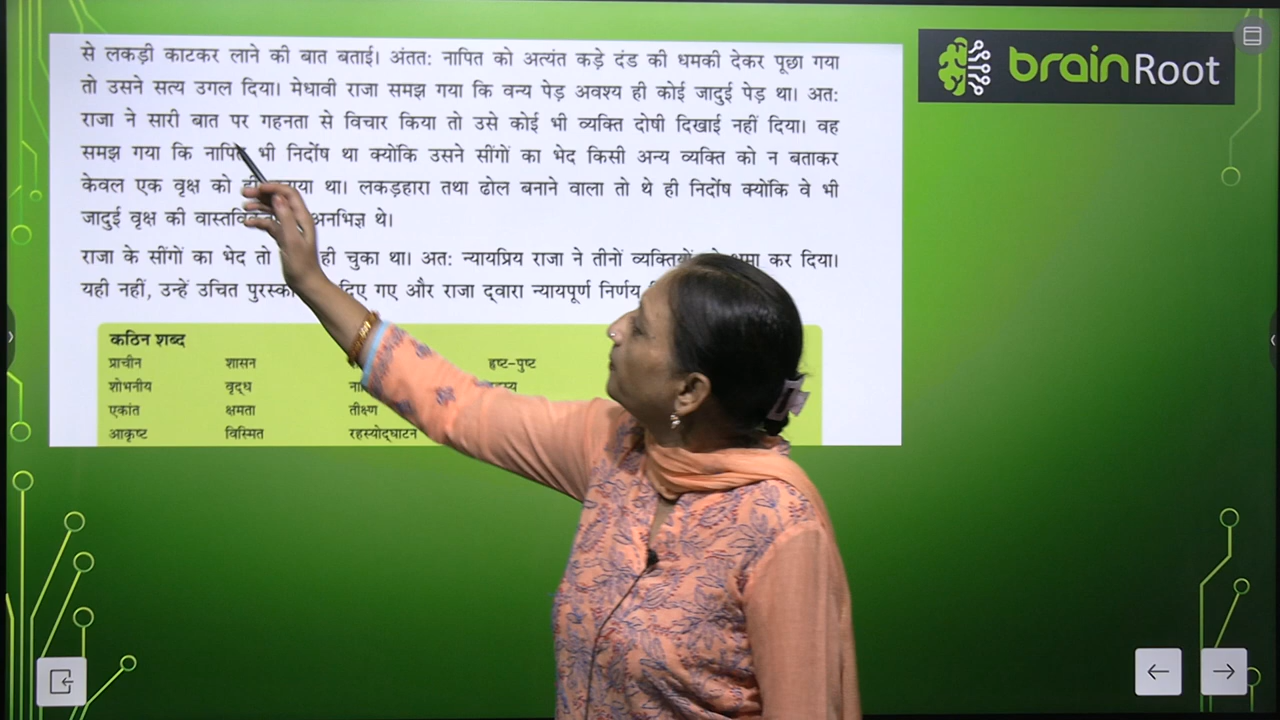 से लकड़ी काटकर लाने की बात बताई। अंततः नापित को अत्यंत कड़े दंड की धमकी देकर पूछा गया
तो उसने सत्य उगल दिया। मेधावी राजा समझ गया कि वन्य पेड़ अवश्य ही कोई जादुई पेड़ था। अतः
राजा ने सारी बात पर गहनता से विचार किया तो उसे कोई भी व्यक्ति दोषी दिखाई नहीं दिया। वह
समझ गया कि नापित भी निर्दोष था क्योंकि उसने सींगों का भेद किसी अन्य व्यक्ति को न बताकर
केवल एक वृक्ष को था। लकड़हारा तथा ढोल बनाने वाला तो थे ही निर्दोष क्योंकि वे भी
जादुई वृक्ष की अनभिज्ञ थे।
राजा के सींगों का भेद तो ही चुका था। अतः न्यायप्रिय राजा ने तीनों कर दिया।
यही नहीं, उन्हें उचित दिए गए और राजा द्वारा न्यायपूर्ण निर्णय
कठिन शब्द
प्राचीन शासन हृष्ट-पुष्ट
शोभनीय वृद्ध
एकांत क्षमता तीक्ष्ण
आकृष्ट विस्मित रहस्योद्घाटन
brainRoot